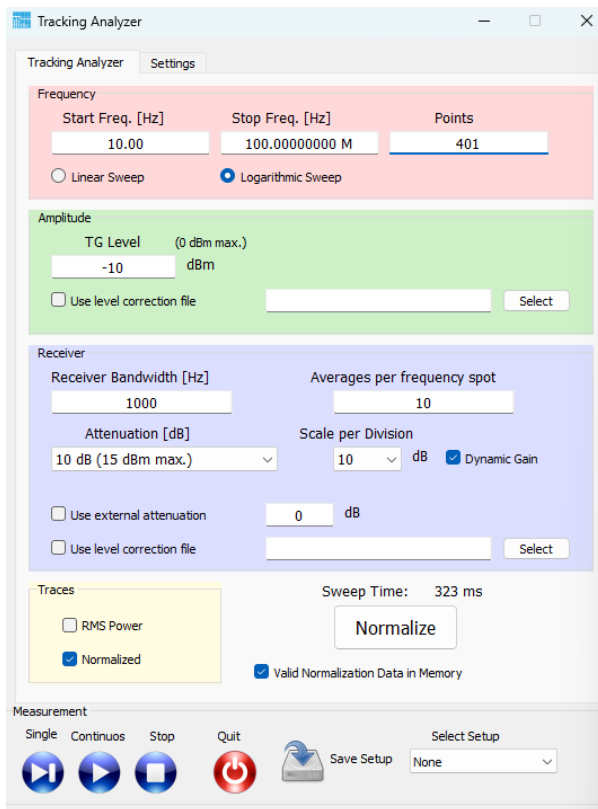 Tracking Analyzer
Tracking Analyzer Settings
Frequency
Start Freq. [Hz] Stop Freq. [Hz] Points
10.00 100.00000000 M 401
Linear Sweep Logarithmic Sweep
Amplitude
TG Level (0 dBm max.)
-10 dBm
Use level correction file Select
Receiver
Receiver Bandwidth [Hz] Averages per frequency spot
1000 10
Attenuation [dB] Scale per Division
10 dB (15 dBm max.) 10 dB Dynamic Gain
Use external attenuation 0 dB
Use level correction file Select
Traces
Sweep Time: 323 ms
RMS Power
Normalize
Normalized
Valid Normalization Data in Memory
Measurement
Single Continuos Stop Quit Select Setup
Save Setup None